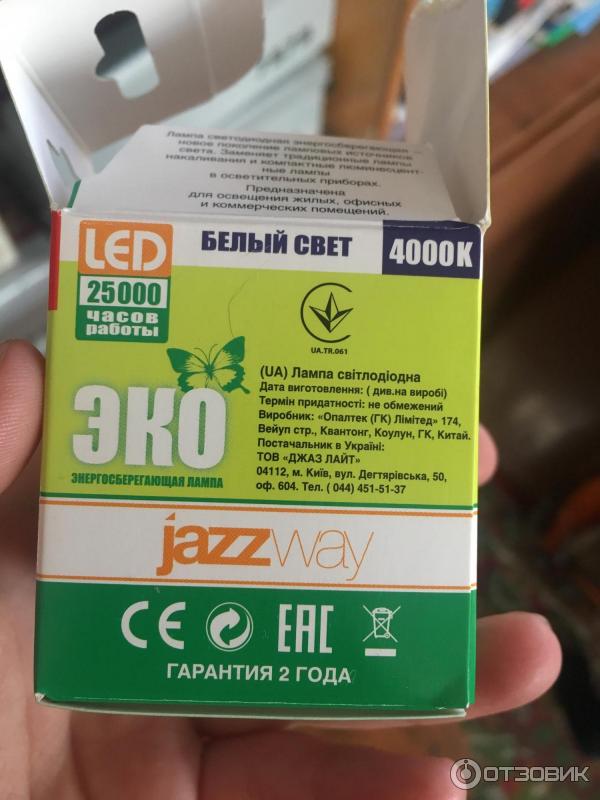 Лампа светодиодная энергосберегающая –
новое поколение ламповых источников
света. Заменяет традиционные лампы
накаливания и компактные люминесцент-
ные лампы
в осветительных приборах.
Предназначена
для освещения жилых, офисных
и коммерческих помещений.
LED
БЕЛЫЙ СВЕТ
4000K
25000
часов
работы
UA.TR.061
ЭКО
ЭНЕРГОСБЕРЕГАЮЩАЯ ЛАМПА
(UA) Лампа світлодіодна
Дата виготовлення: ( див.на виробі)
Термін придатності: не обмежений
Виробник: «Опалтек (ГК) Лімітед» 174,
Вейуп стр., Квантонг, Коулун, ГК, Китай.
Постачальник в Україні:
ТОВ «ДЖАЗ ЛАЙТ»
04112, м. Київ, вул. Дегтярівська, 50,
оф. 604. Тел. ( 044) 451-51-37
jazzway
CE EAC
ГАРАНТИЯ 2 ГОДА
ОТЗОВИК